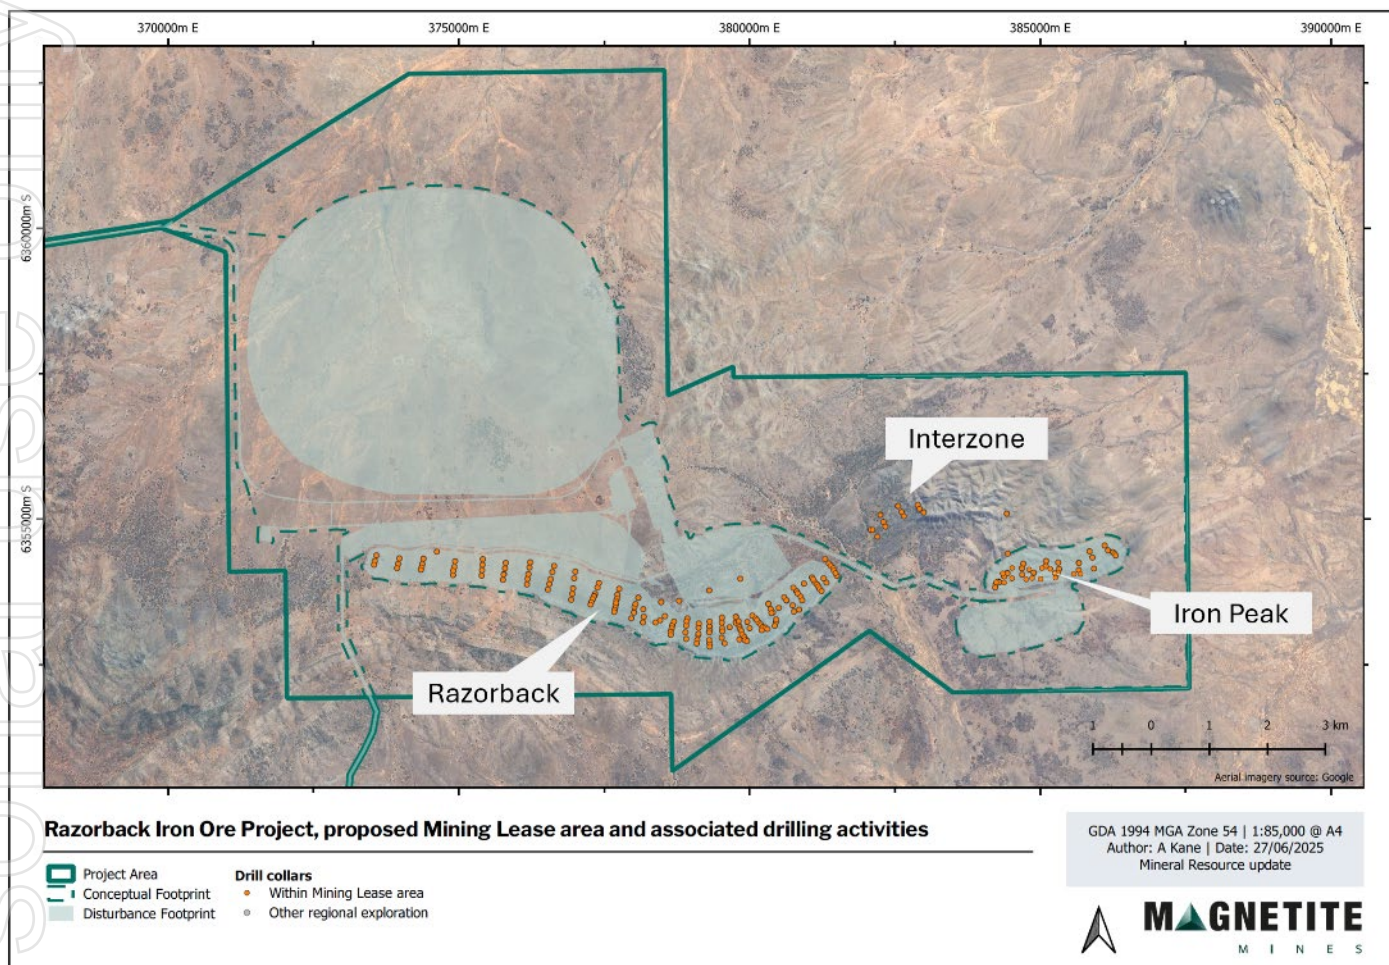 370000m E
375000m E
380000m E
385000m E
390000m E
6360000m S
6355000m S
Interzone
Iron Peak
Razorback
1 0 1 2 3 km
Aerial imagery source: Google
Razorback Iron Ore Project, proposed Mining Lease area and associated drilling activities
Project Area
Conceptual Footprint
Disturbance Footprint
Drill collars
Within Mining Lease area
Other regional exploration
GDA 1994 MGA Zone 54 | 1:85,000 @ A4
Author: A Kane | Date: 27/06/2025
Mineral Resource update
MAGNETITE
MINES